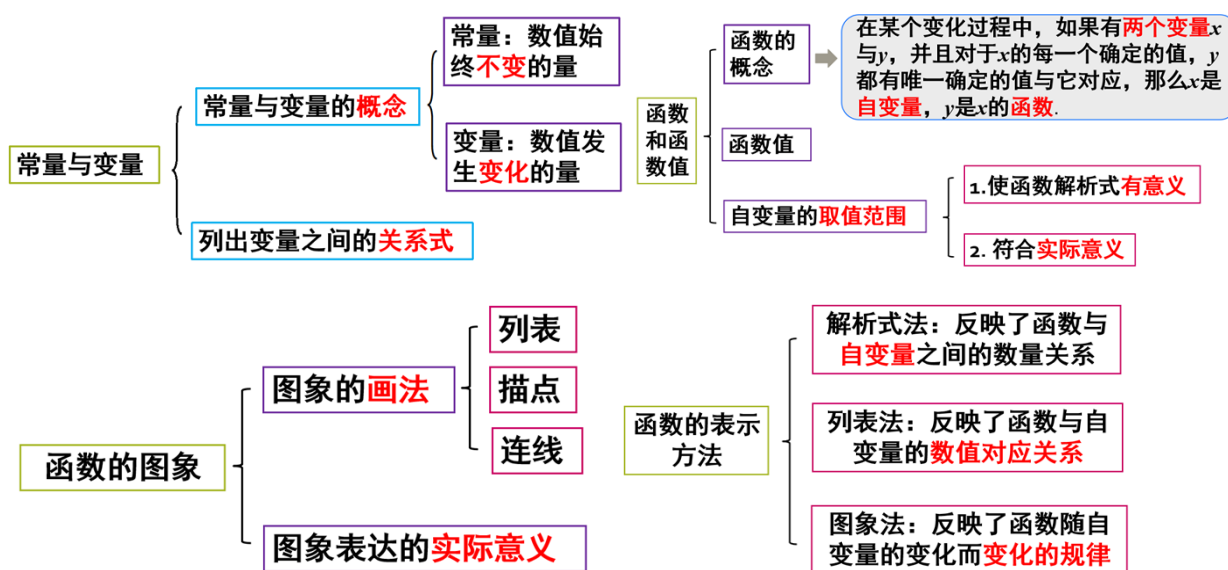 常量与变量
常量与变量的概念
常量：数值始
终不变的量
变量：数值发
生变化的量
列出变量之间的关系式
函数
和函
数值
函数的
概念
在某个变化过程中，如果有两个变量x
与y，并且对于x的每一个确定的值，y
都有唯一确定的值与它对应，那么x是
自变量，y是x的函数.
函数值
自变量的取值范围
1.使函数解析式有意义
2. 符合实际意义
函数的图象
图象的画法
列表
描点
连线
图象表达的实际意义
函数的表示
方法
解析式法：反映了函数与
自变量之间的数量关系
列表法：反映了函数与自
变量的数值对应关系
图象法：反映了函数随自
变量的变化而变化的规律